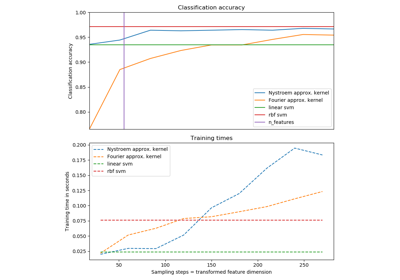 Classification accuracy
1.00
0.95
0.90
0.85
0.80
Classification accuracy
Nystroem approx. kernel
Fourier approx. kernel
linear svm
rbf svm
n_features
Training times
0.200
0.175
0.150
0.125
0.100
0.075
0.050
0.025
Training time in seconds
Nystroem approx. kernel
Fourier approx. kernel
linear svm
rbf svm
50
100
150
200
250
Sampling steps = transformed feature dimension